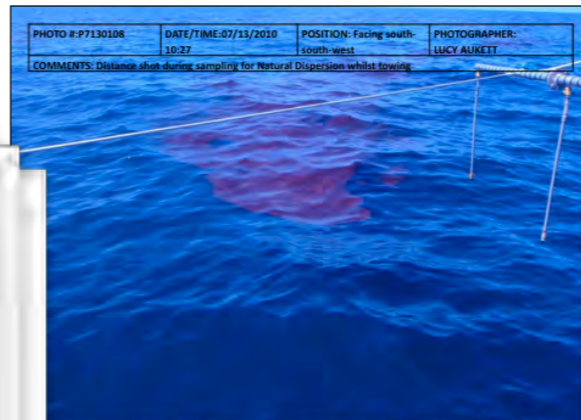 PHOTO #:P7130108
DATE/TIME:07/13/2010
10:27
POSITION: Facing south-
south-west
PHOTOGRAPHER:
LUCY AUKETT
COMMENTS: Distance shot during sampling for Natural Dispersion whilst towing